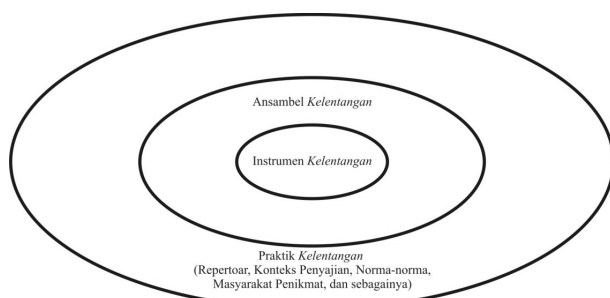 Ansambel Kelentangan
Instrumen Kelentangan
Praktik Kelentangan
(Repertoar, Konteks Penyajian, Norma-norma,
Masyarakat Penikmat, dan sebagainya)